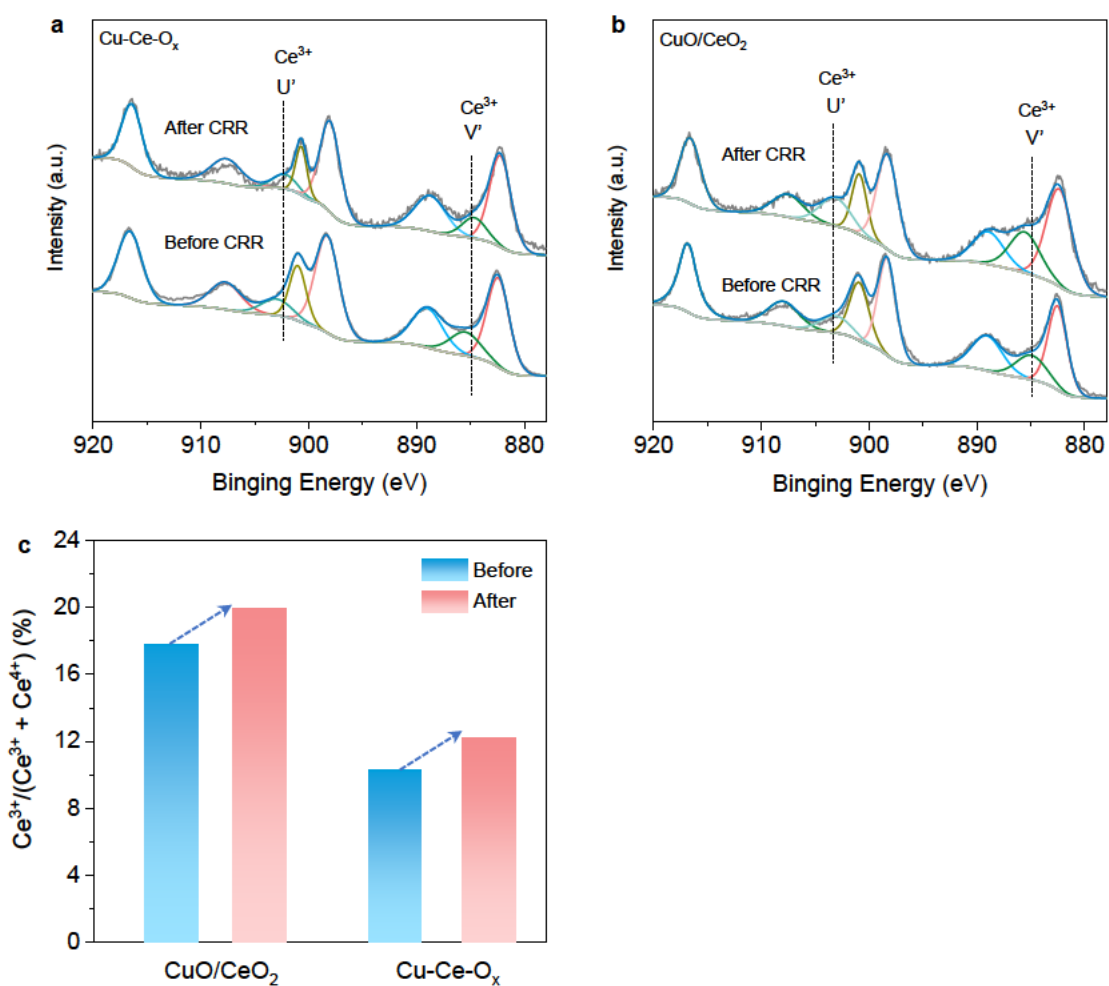 a
Cu-Ce-Oₓ
Ce³⁺
U'
Ce³⁺
V'
After CRR
Before CRR
Intensity (a.u.)
920
910
900
890
880
Binging Energy (eV)
b
CuO/CeO₂
Ce³⁺
U'
Ce³⁺
V'
After CRR
Before CRR
Intensity (a.u.)
920
910
900
890
880
Binging Energy (eV)
c
24
20
16
12
8
4
0
Ce³⁺/(Ce³⁺ + Ce⁴⁺) (%)
Before
After
CuO/CeO₂
Cu-Ce-Oₓ